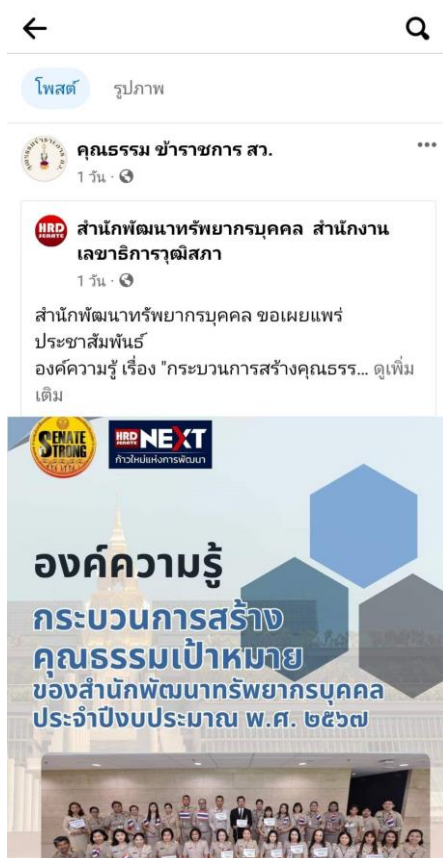 โพสต์ รูปภาพ
คุณธรรม ข้าราชการ สว.
1 วัน ·
HRD SENATE
สำนักพัฒนาทรัพยากรบุคคล สำนักงาน
เลขาธิการวุฒิสภา
1 วัน ·
สำนักพัฒนาทรัพยากรบุคคล ขอเผยแพร่
ประชาสัมพันธ์
องค์ความรู้ เรื่อง "กระบวนการสร้างคุณธรร... ดูเพิ่ม
เติม
SENATE STRONG
HRD SENATE NEXT
ก้าวใหม่แห่งการพัฒนา
องค์ความรู้
กระบวนการสร้าง
คุณธรรมเป้าหมาย
ของสำนักพัฒนาทรัพยากรบุคคล
ประจำปีงบประมาณ พ.ศ. ๒๕๖๗